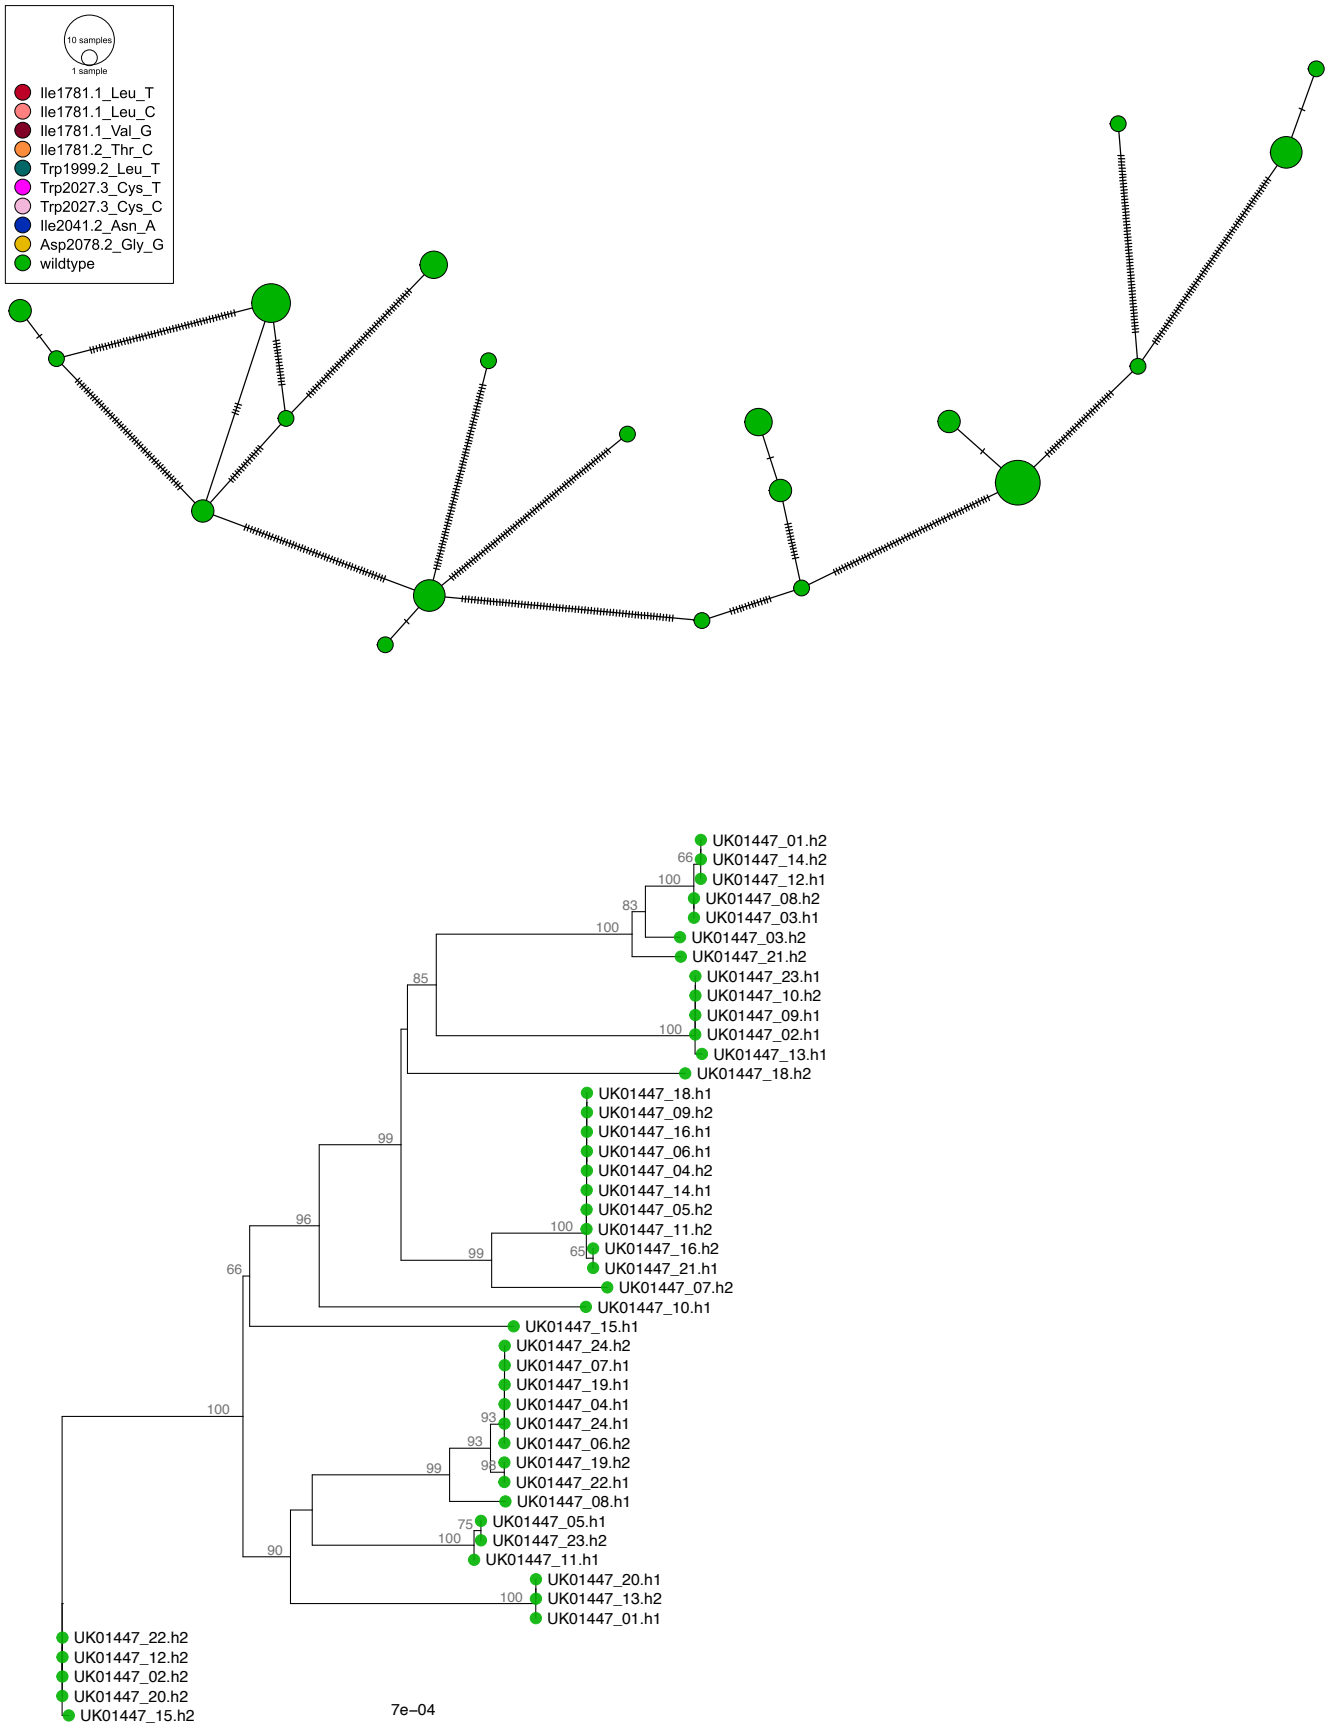 10 samples
1 sample
Ile1781.1_Leu_T
Ile1781.1_Leu_C
Ile1781.1_Val_G
Ile1781.2_Thr_C
Trp1999.2_Leu_T
Trp2027.3_Cys_T
Trp2027.3_Cys_C
Ile2041.2_Asn_A
Asp2078.2_Gly_G
wildtype
UK01447_01.h2
66
UK01447_14.h2
100
UK01447_12.h1
UK01447_08.h2
83
UK01447_03.h1
100
UK01447_03.h2
UK01447_21.h2
85
UK01447_23.h1
UK01447_10.h2
UK01447_09.h1
100
UK01447_02.h1
UK01447_13.h1
UK01447_18.h2
UK01447_18.h1
UK01447_09.h2
99
UK01447_16.h1
UK01447_06.h1
UK01447_04.h2
UK01447_14.h1
UK01447_05.h2
96
100
UK01447_11.h2
99
65
UK01447_16.h2
66
UK01447_21.h1
UK01447_07.h2
UK01447_10.h1
UK01447_15.h1
UK01447_24.h2
UK01447_07.h1
UK01447_19.h1
100
UK01447_04.h1
93
UK01447_24.h1
93
UK01447_06.h2
99
98
UK01447_19.h2
UK01447_22.h1
UK01447_08.h1
75
UK01447_05.h1
100
UK01447_23.h2
90
UK01447_11.h1
UK01447_20.h1
100
UK01447_13.h2
UK01447_01.h1
UK01447_22.h2
UK01447_12.h2
UK01447_02.h2
UK01447_20.h2
7e−04
UK01447_15.h2